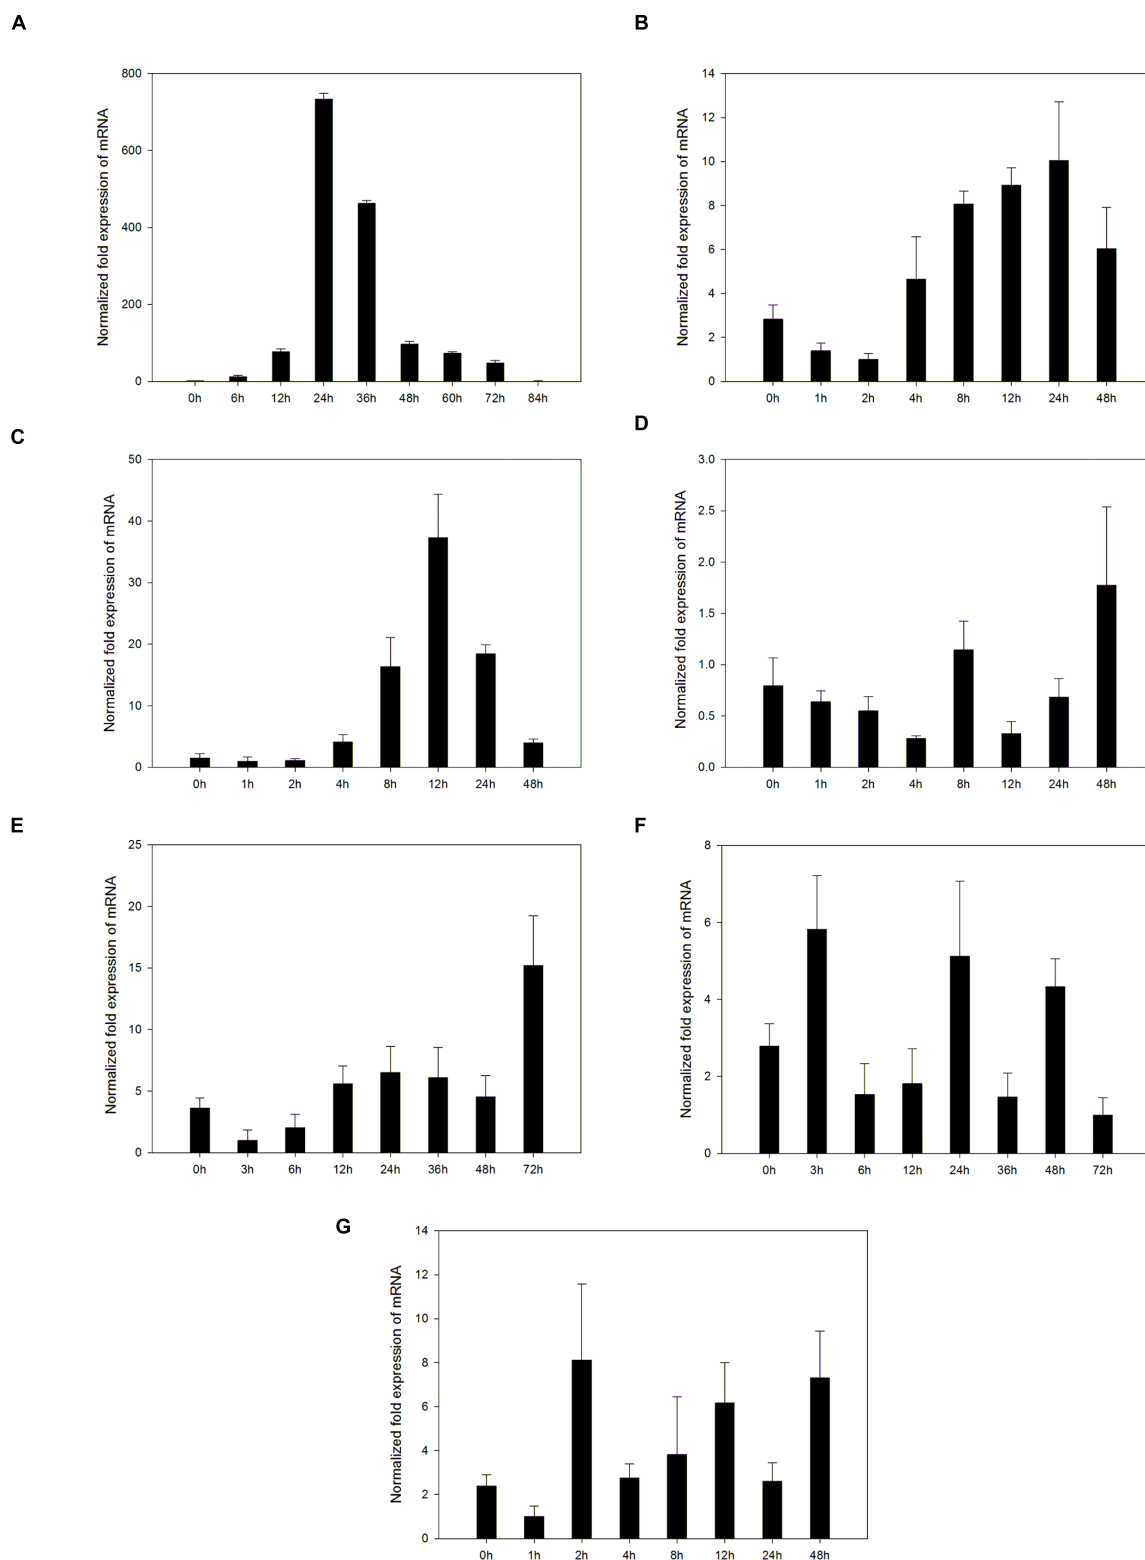 A
Normalized fold expression of mRNA
800
600
400
200
0
0h 6h 12h 24h 36h 48h 60h 72h 84h
B
Normalized fold expression of mRNA
14
12
10
8
6
4
2
0
0h 1h 2h 4h 8h 12h 24h 48h
C
Normalized fold expression of mRNA
50
40
30
20
10
0
0h 1h 2h 4h 8h 12h 24h 48h
D
Normalized fold expression of mRNA
3.0
2.5
2.0
1.5
1.0
0.5
0.0
0h 1h 2h 4h 8h 12h 24h 48h
E
Normalized fold expression of mRNA
25
20
15
10
5
0
0h 3h 6h 12h 24h 36h 48h 72h
F
Normalized fold expression of mRNA
8
6
4
2
0
0h 3h 6h 12h 24h 36h 48h 72h
G
Normalized fold expression of mRNA
14
12
10
8
6
4
2
0
0h 1h 2h 4h 8h 12h 24h 48h